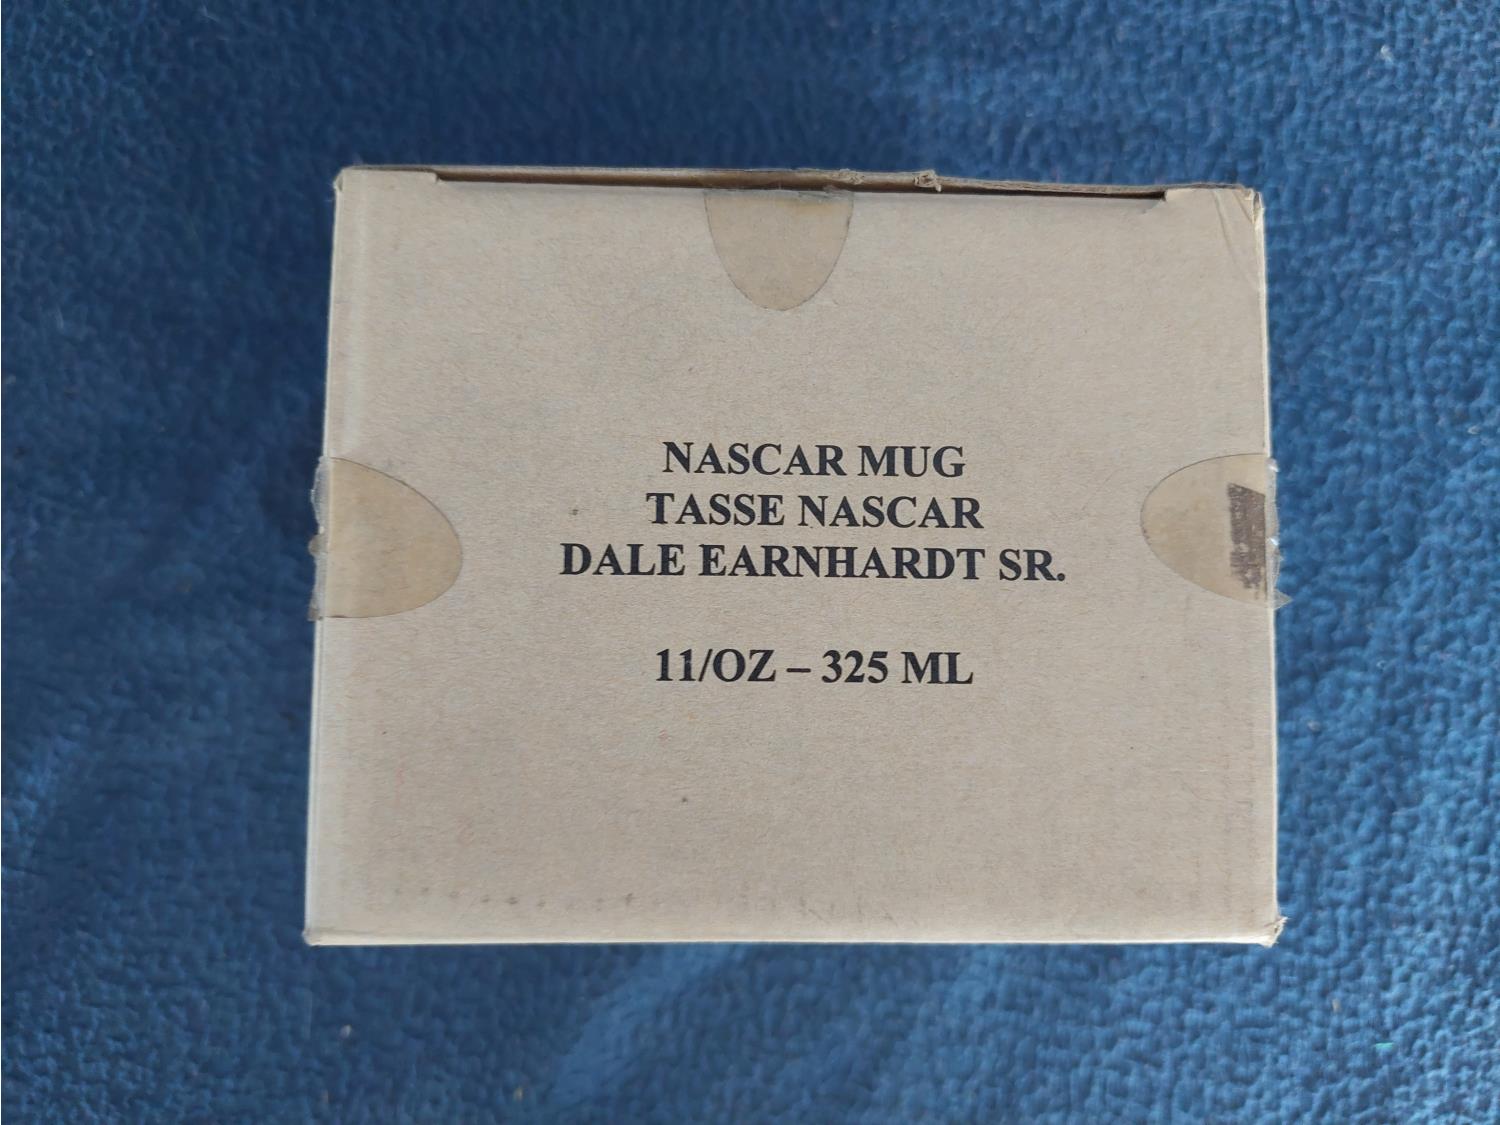 NASCAR MUG
TASSE NASCAR
DALE EARNHARDT SR.
11/OZ – 325 ML